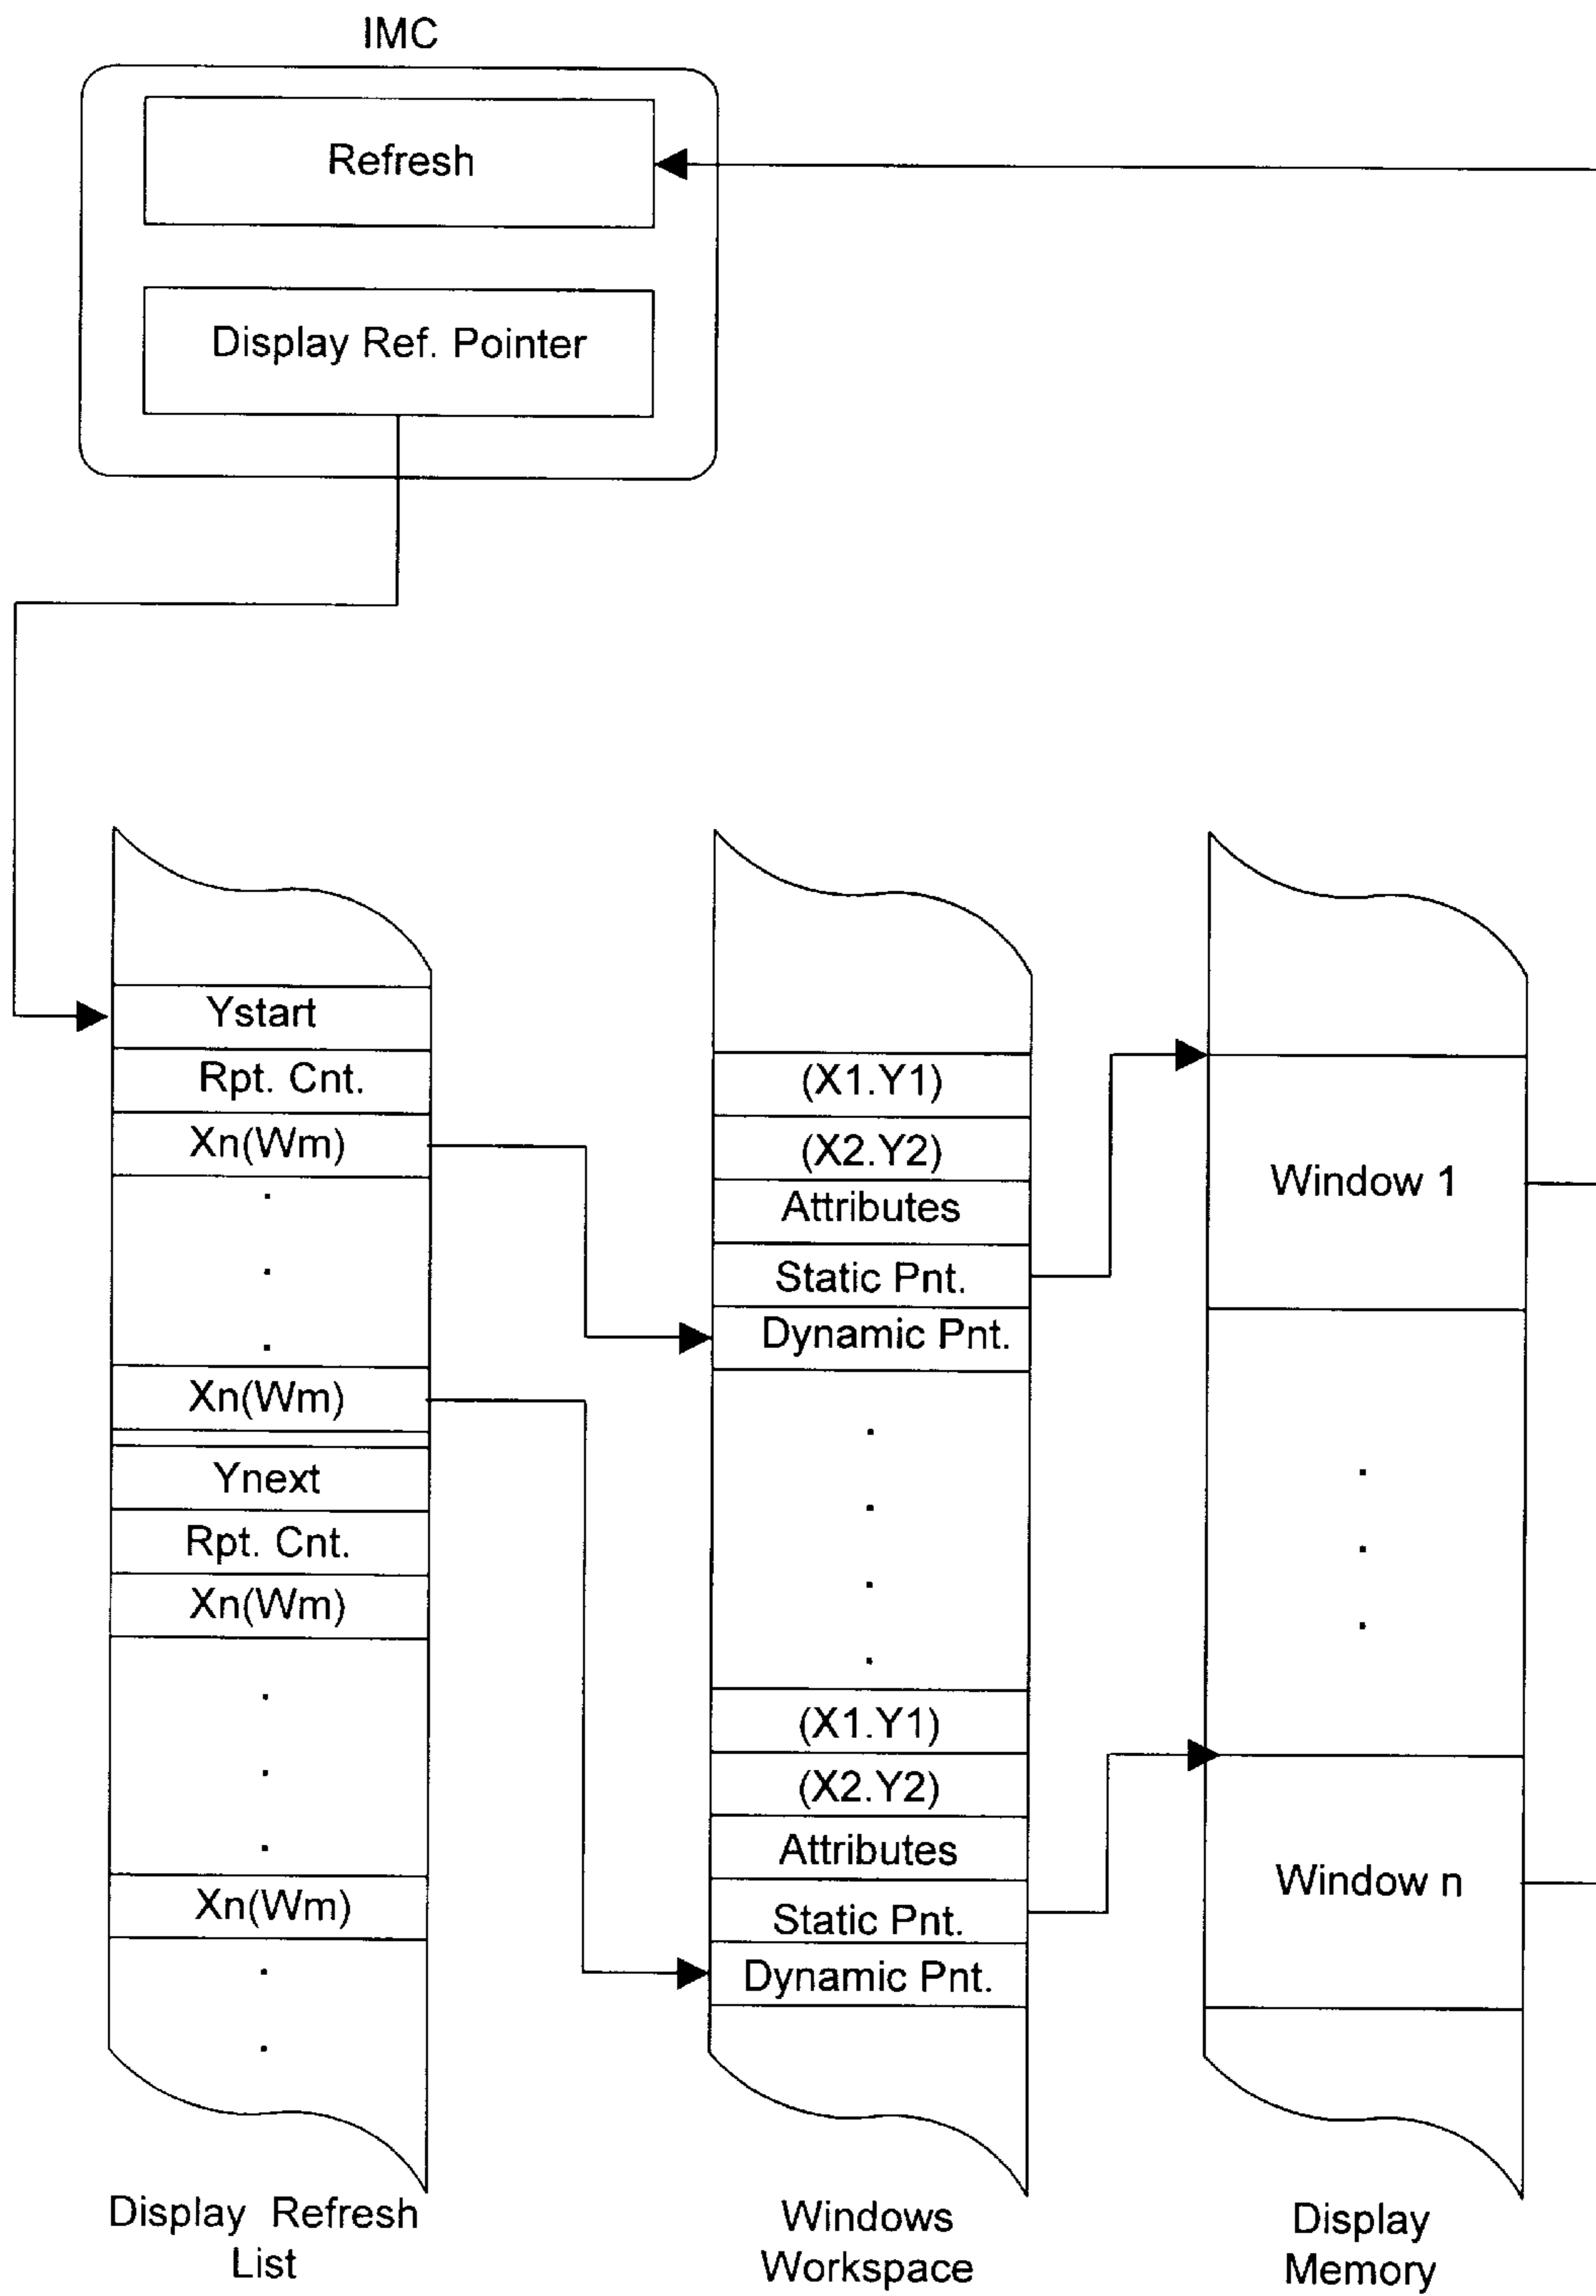 IMC
Refresh
Display Ref. Pointer
Ystart
Rpt. Cnt.
Xn(Wm)
Xn(Wm)
Ynext
Rpt. Cnt.
Xn(Wm)
Xn(Wm)
Display Refresh
List
(X1.Y1)
(X2.Y2)
Attributes
Static Pnt.
Dynamic Pnt.
(X1.Y1)
(X2.Y2)
Attributes
Static Pnt.
Dynamic Pnt.
Windows
Workspace
Window 1
Window n
Display
Memory